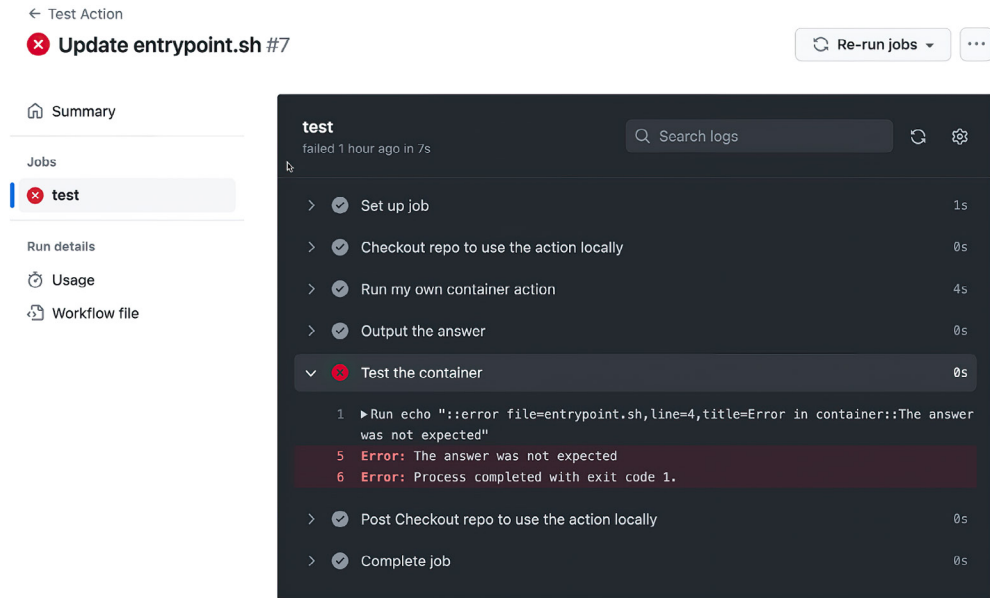 ← Test Action
Update entrypoint.sh #7
Re-run jobs
Summary
Jobs
test
Run details
Usage
Workflow file
test
failed 1 hour ago in 7s
Search logs
Set up job 1s
Checkout repo to use the action locally 0s
Run my own container action 4s
Output the answer 0s
Test the container 0s
1 ▶Run echo "::error file=entrypoint.sh,line=4,title=Error in container::The answer
was not expected"
5 Error: The answer was not expected
6 Error: Process completed with exit code 1.
Post Checkout repo to use the action locally 0s
Complete job 0s